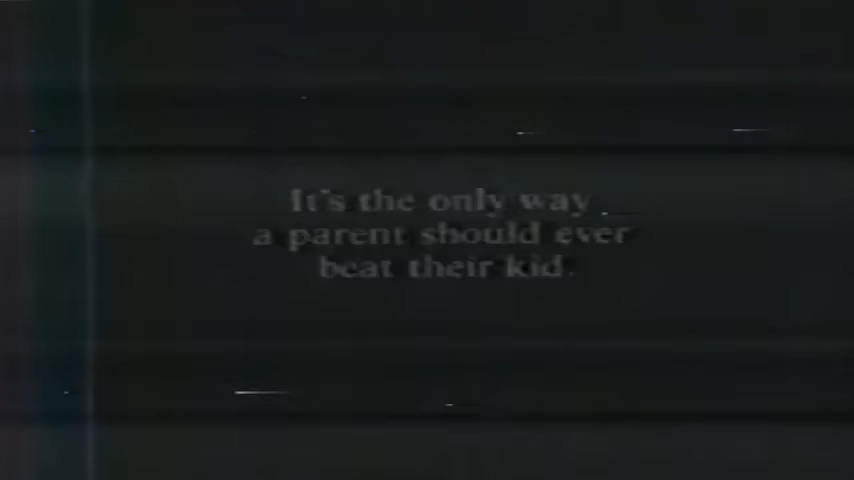 It's the only way
a parent should ever
beat their kid.